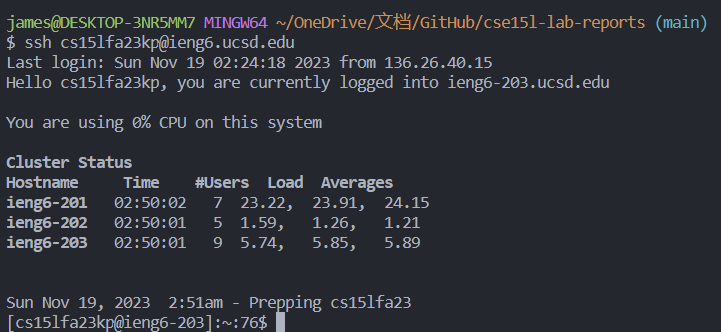 james@DESKTOP-3NR5MM7 MINGW64 ~/OneDrive/文档/GitHub/cse15l-lab-reports (main)
$ ssh cs15lfa23kp@ieng6.ucsd.edu
Last login: Sun Nov 19 02:24:18 2023 from 136.26.40.15
Hello cs15lfa23kp, you are currently logged into ieng6-203.ucsd.edu
You are using 0% CPU on this system
Cluster Status
Hostname Time #Users Load Averages
ieng6-201 02:50:02 7 23.22, 23.91, 24.15
ieng6-202 02:50:01 5 1.59, 1.26, 1.21
ieng6-203 02:50:01 9 5.74, 5.85, 5.89
Sun Nov 19, 2023 2:51am - Prepping cs15lfa23
[cs15lfa23kp@ieng6-203]:~:76$